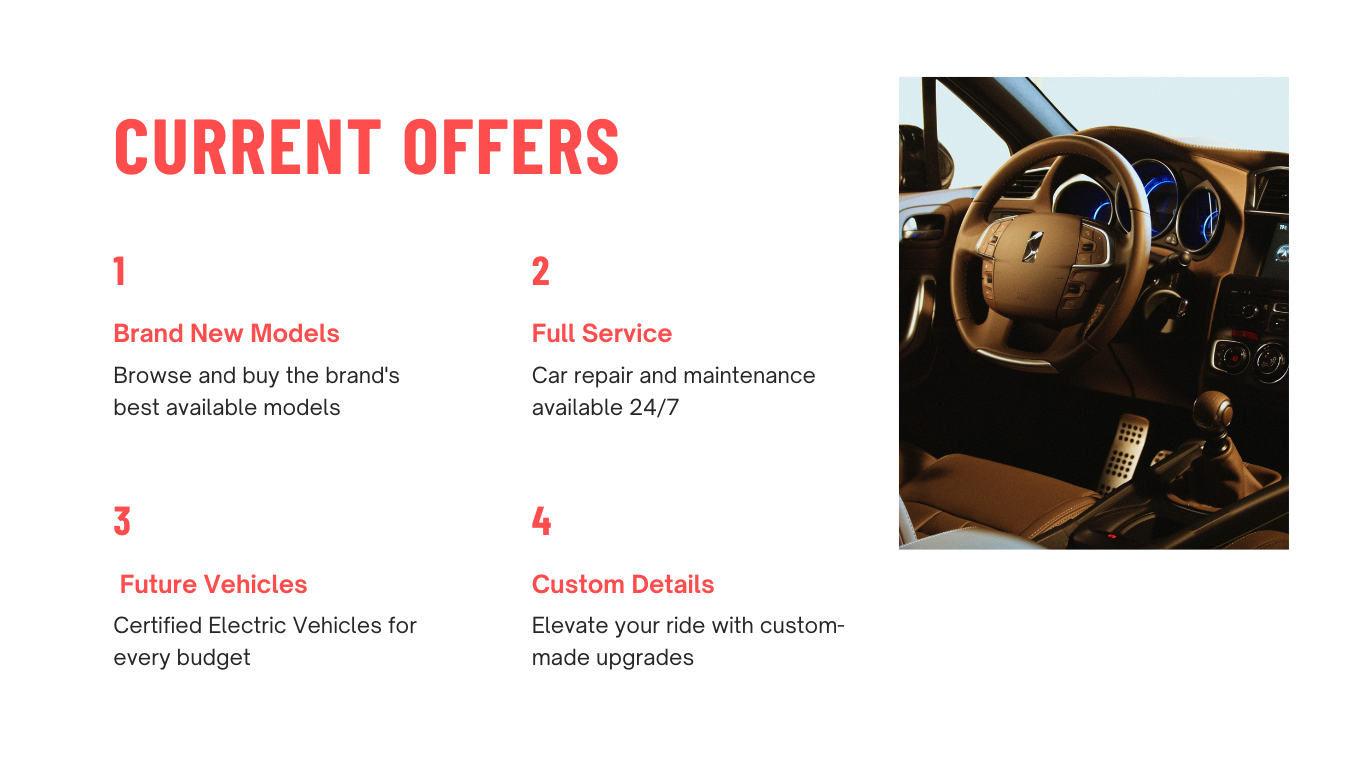 CURRENT OFFERS
1
Brand New Models
Browse and buy the brand's
best available models
2
Full Service
Car repair and maintenance
available 24/7
3
Future Vehicles
Certified Electric Vehicles for
every budget
4
Custom Details
Elevate your ride with custom-
made upgrades